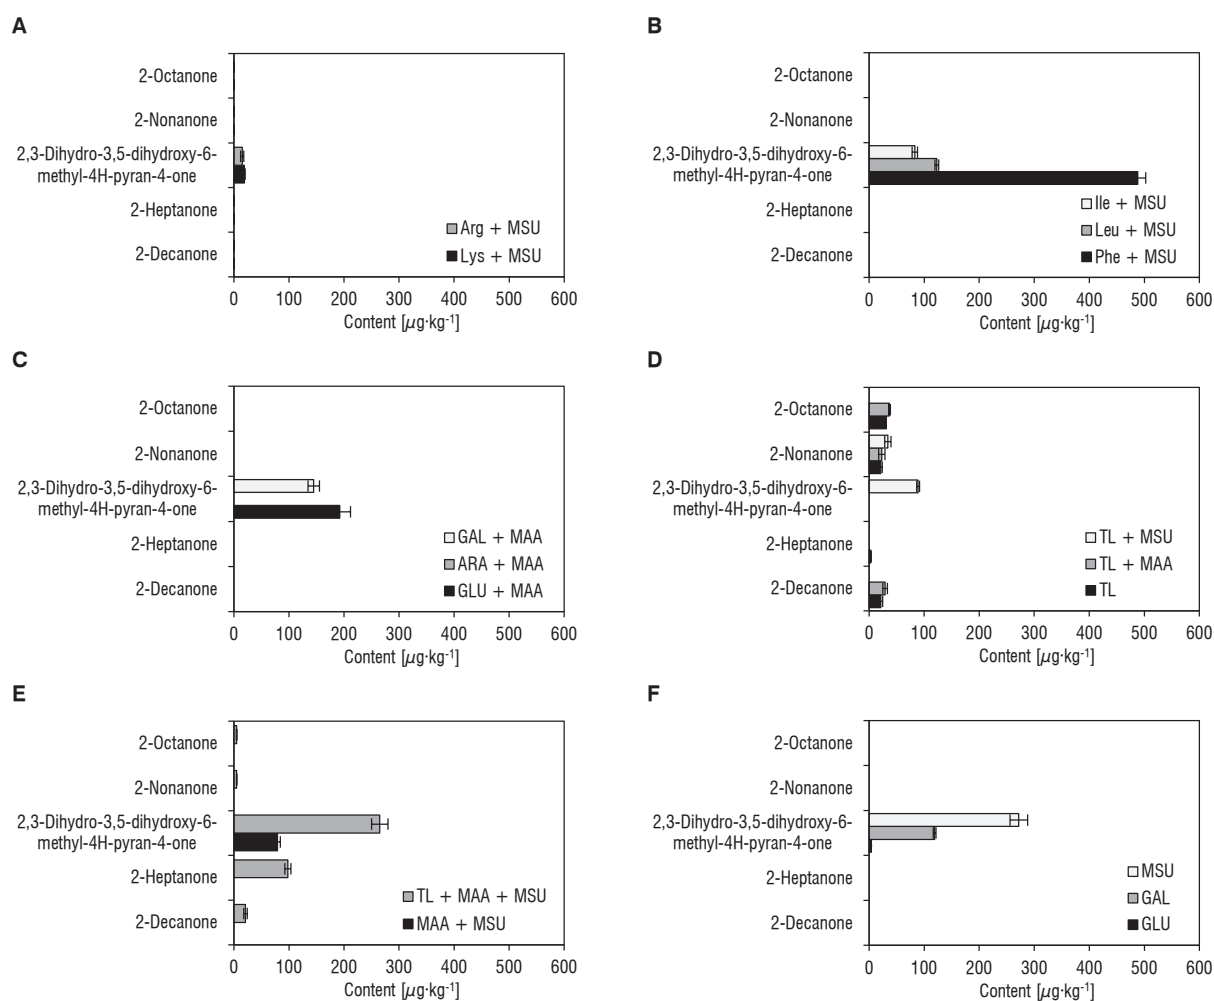 A
2-Octanone
2-Nonanone
2,3-Dihydro-3,5-dihydroxy-6-
methyl-4H-pyran-4-one
2-Heptanone
2-Decanone
Arg + MSU
Lys + MSU
0 100 200 300 400 500 600
Content [µg·kg-1]
B
2-Octanone
2-Nonanone
2,3-Dihydro-3,5-dihydroxy-6-
methyl-4H-pyran-4-one
2-Heptanone
2-Decanone
Ile + MSU
Leu + MSU
Phe + MSU
0 100 200 300 400 500 600
Content [µg·kg-1]
C
2-Octanone
2-Nonanone
2,3-Dihydro-3,5-dihydroxy-6-
methyl-4H-pyran-4-one
2-Heptanone
2-Decanone
GAL + MAA
ARA + MAA
GLU + MAA
0 100 200 300 400 500 600
Content [µg·kg-1]
D
2-Octanone
2-Nonanone
2,3-Dihydro-3,5-dihydroxy-6-
methyl-4H-pyran-4-one
2-Heptanone
2-Decanone
TL + MSU
TL + MAA
TL
0 100 200 300 400 500 600
Content [µg·kg-1]
E
2-Octanone
2-Nonanone
2,3-Dihydro-3,5-dihydroxy-6-
methyl-4H-pyran-4-one
2-Heptanone
2-Decanone
TL + MAA + MSU
MAA + MSU
0 100 200 300 400 500 600
Content [µg·kg-1]
F
2-Octanone
2-Nonanone
2,3-Dihydro-3,5-dihydroxy-6-
methyl-4H-pyran-4-one
2-Heptanone
2-Decanone
MSU
GAL
GLU
0 100 200 300 400 500 600
Content [µg·kg-1]